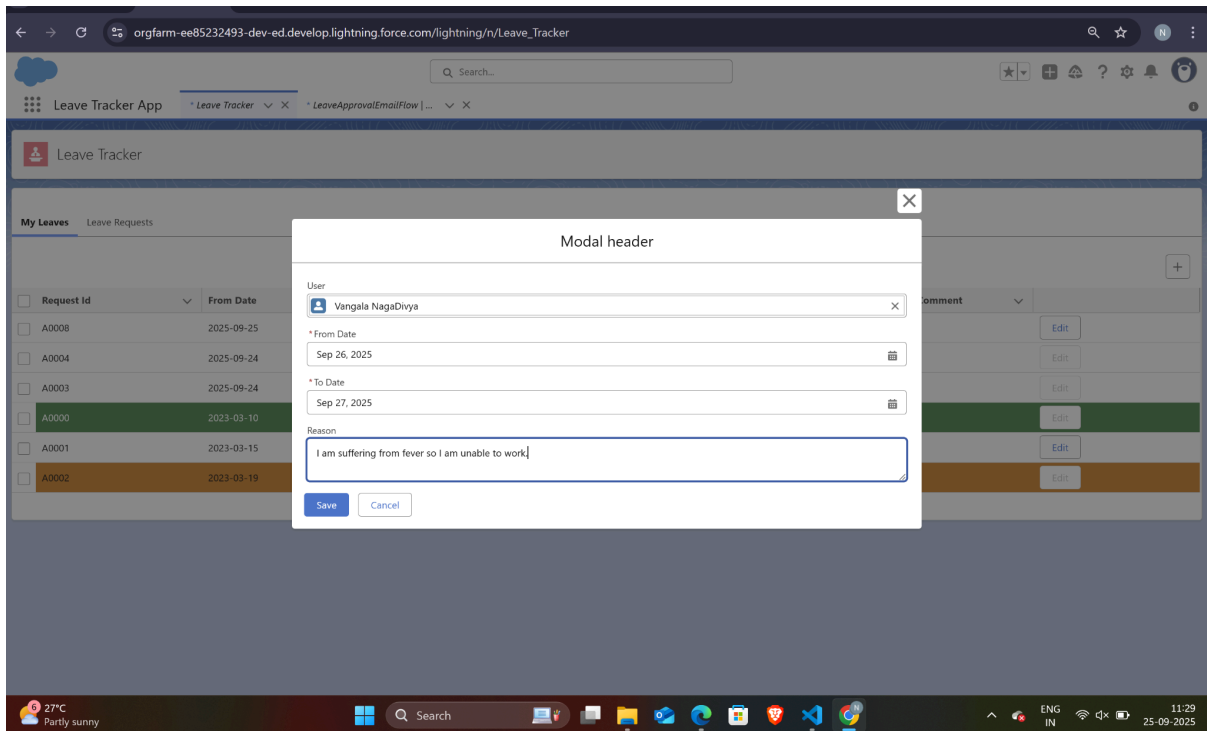 orgfarm-ee85232493-dev-ed.develop.lightning.force.com/lightning/n/Leave_Tracker
N
Search...
Leave Tracker App
* Leave Tracker
* LeaveApprovalEmailFlow | ...
Leave Tracker
My Leaves Leave Requests
Modal header
User
Vangala NagaDivya
* From Date
Sep 26, 2025
* To Date
Sep 27, 2025
Reason
I am suffering from fever so I am unable to work.
Save Cancel
Request Id From Date omment
A0008 2025-09-25 Edit
A0004 2025-09-24 Edit
A0003 2025-09-24 Edit
A0000 2023-03-10 Edit
A0001 2023-03-15 Edit
A0002 2023-03-19 Edit
6 27°C
Partly sunny
Search
ENG
IN
11:29
25-09-2025